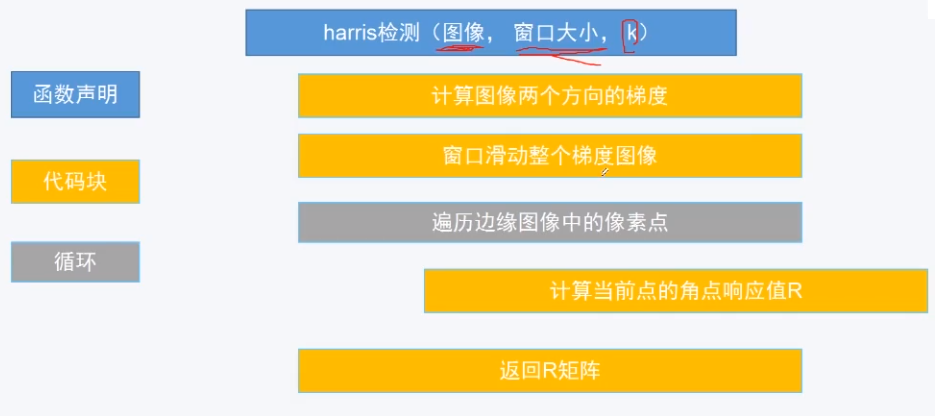 harris检测（图像， 窗口大小，k）
函数声明
计算图像两个方向的梯度
窗口滑动整个梯度图像
代码块
遍历边缘图像中的像素点
循环
计算当前点的角点响应值R
返回R矩阵